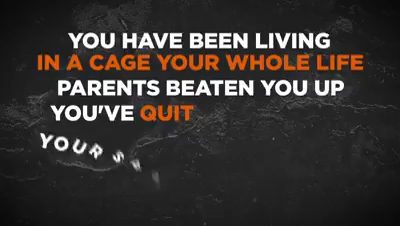 YOU HAVE BEEN LIVING
IN A CAGE YOUR WHOLE LIFE
PARENTS BEATEN YOU UP
YOU'VE QUIT
YOUR